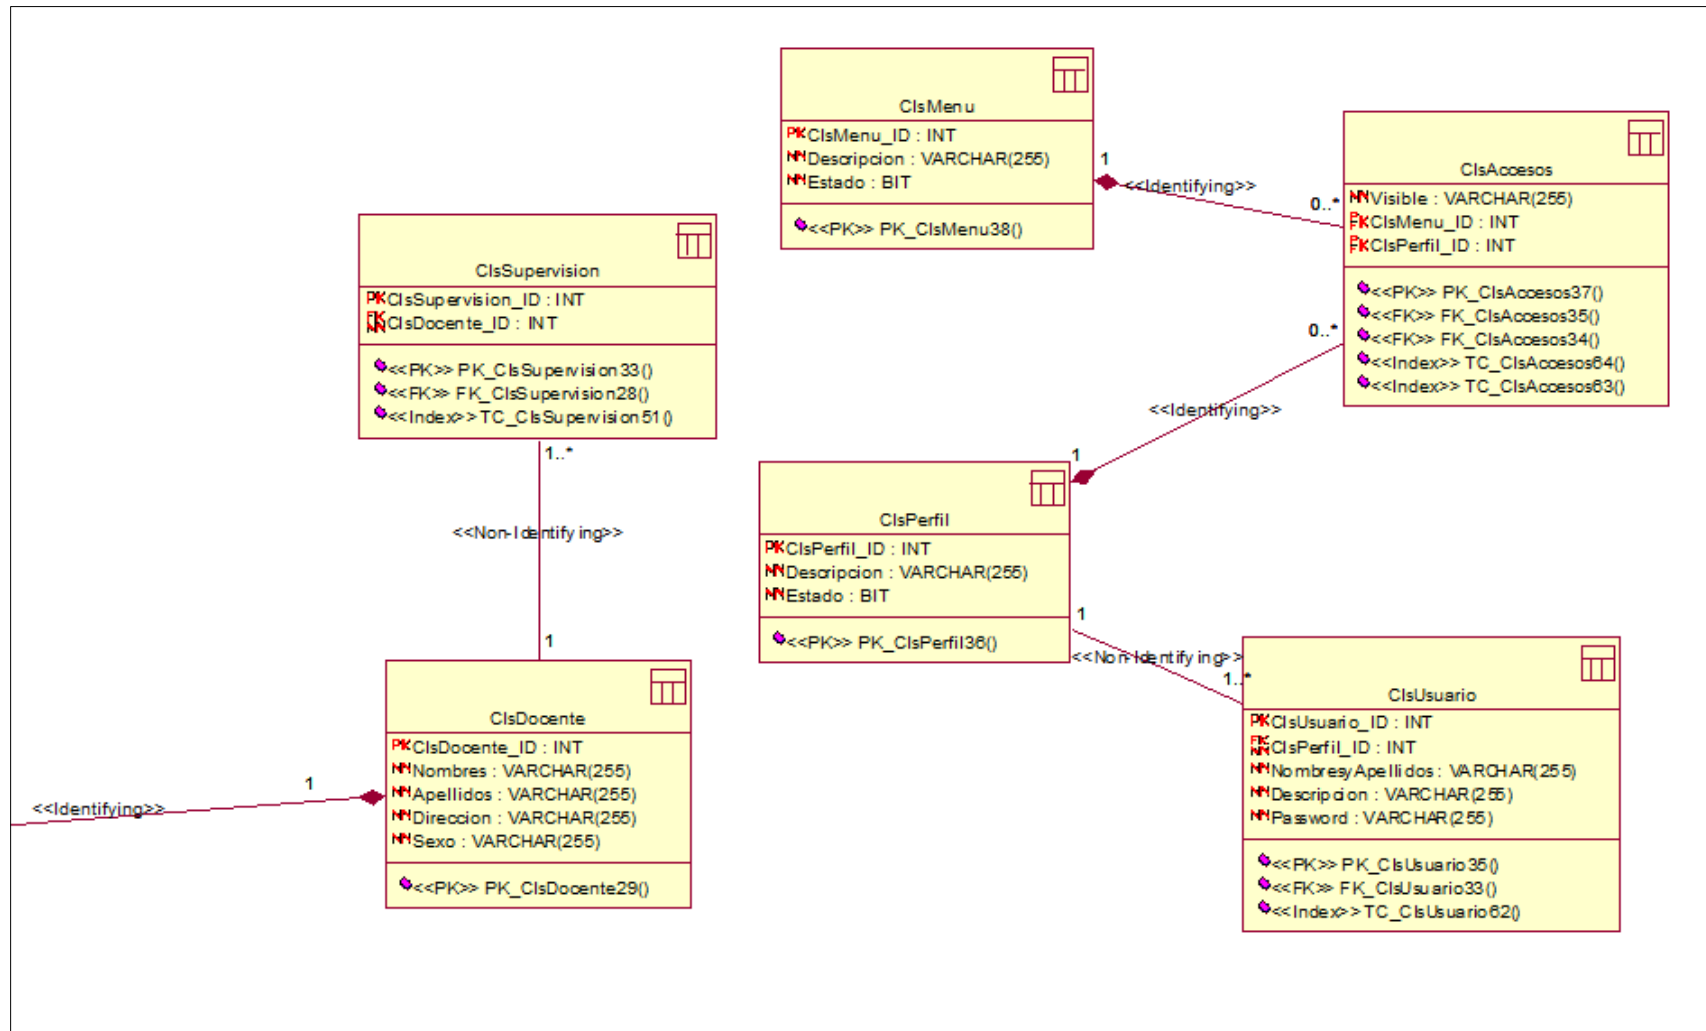 ClsMenu
PK ClsMenu_ID : INT
NN Descripcion : VARCHAR(255)
NN Estado : BIT
<<PK>> PK_ClsMenu38()
1
<<Identifying>>
0..*
ClsAccesos
NN Visible : VARCHAR(255)
PFK ClsMenu_ID : INT
PFK ClsPerfil_ID : INT
<<PK>> PK_ClsAccesos37()
<<FK>> FK_ClsAccesos35()
<<FK>> FK_ClsAccesos34()
<<Index>> TC_ClsAccesos64()
<<Index>> TC_ClsAccesos63()
0..*
<<Identifying>>
1
ClsSupervision
PK ClsSupervision_ID : INT
FK NN ClsDocente_ID : INT
<<PK>> PK_ClsSupervision33()
<<FK>> FK_ClsSupervision28()
<<Index>> TC_ClsSupervision51()
1..*
<<Non-Identifying>>
1
ClsPerfil
PK ClsPerfil_ID : INT
NN Descripcion : VARCHAR(255)
NN Estado : BIT
<<PK>> PK_ClsPerfil36()
1
<<Non-Identifying>>
1..*
ClsDocente
PK ClsDocente_ID : INT
NN Nombres : VARCHAR(255)
NN Apellidos : VARCHAR(255)
NN Direccion : VARCHAR(255)
NN Sexo : VARCHAR(255)
<<PK>> PK_ClsDocente29()
1
<<Identifying>>
ClsUsuario
PK ClsUsuario_ID : INT
FK NN ClsPerfil_ID : INT
NN NombresyApellidos : VARCHAR(255)
NN Descripcion : VARCHAR(255)
NN Password : VARCHAR(255)
<<PK>> PK_ClsUsuario35()
<<FK>> FK_ClsUsuario33()
<<Index>> TC_ClsUsuario62()